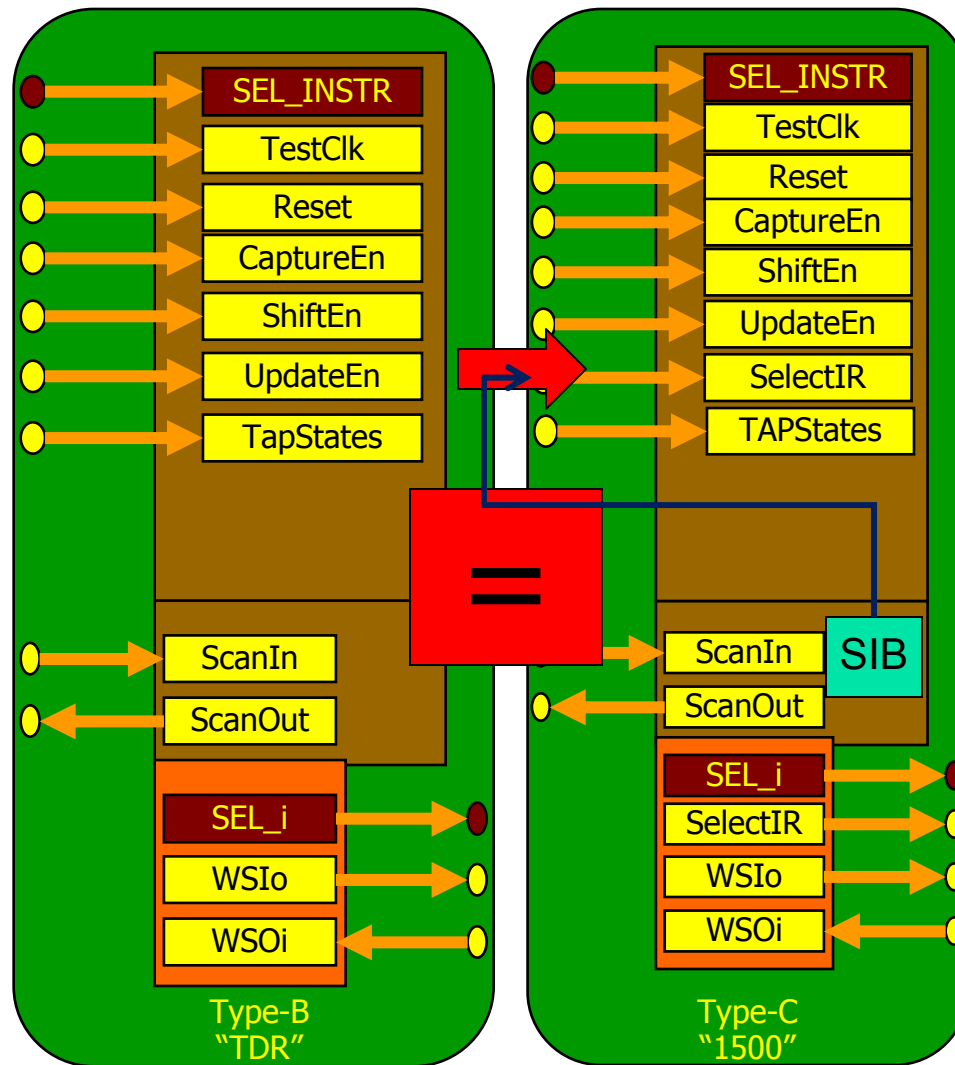 SEL_INSTR
TestClk
Reset
CaptureEn
ShiftEn
UpdateEn
TapStates
ScanIn
ScanOut
SEL_i
WSIo
WSOi
Type-B
“TDR”
=
SEL_INSTR
TestClk
Reset
CaptureEn
ShiftEn
UpdateEn
SelectIR
TAPStates
ScanIn
SIB
ScanOut
SEL_i
SelectIR
WSIo
WSOi
Type-C
“1500”